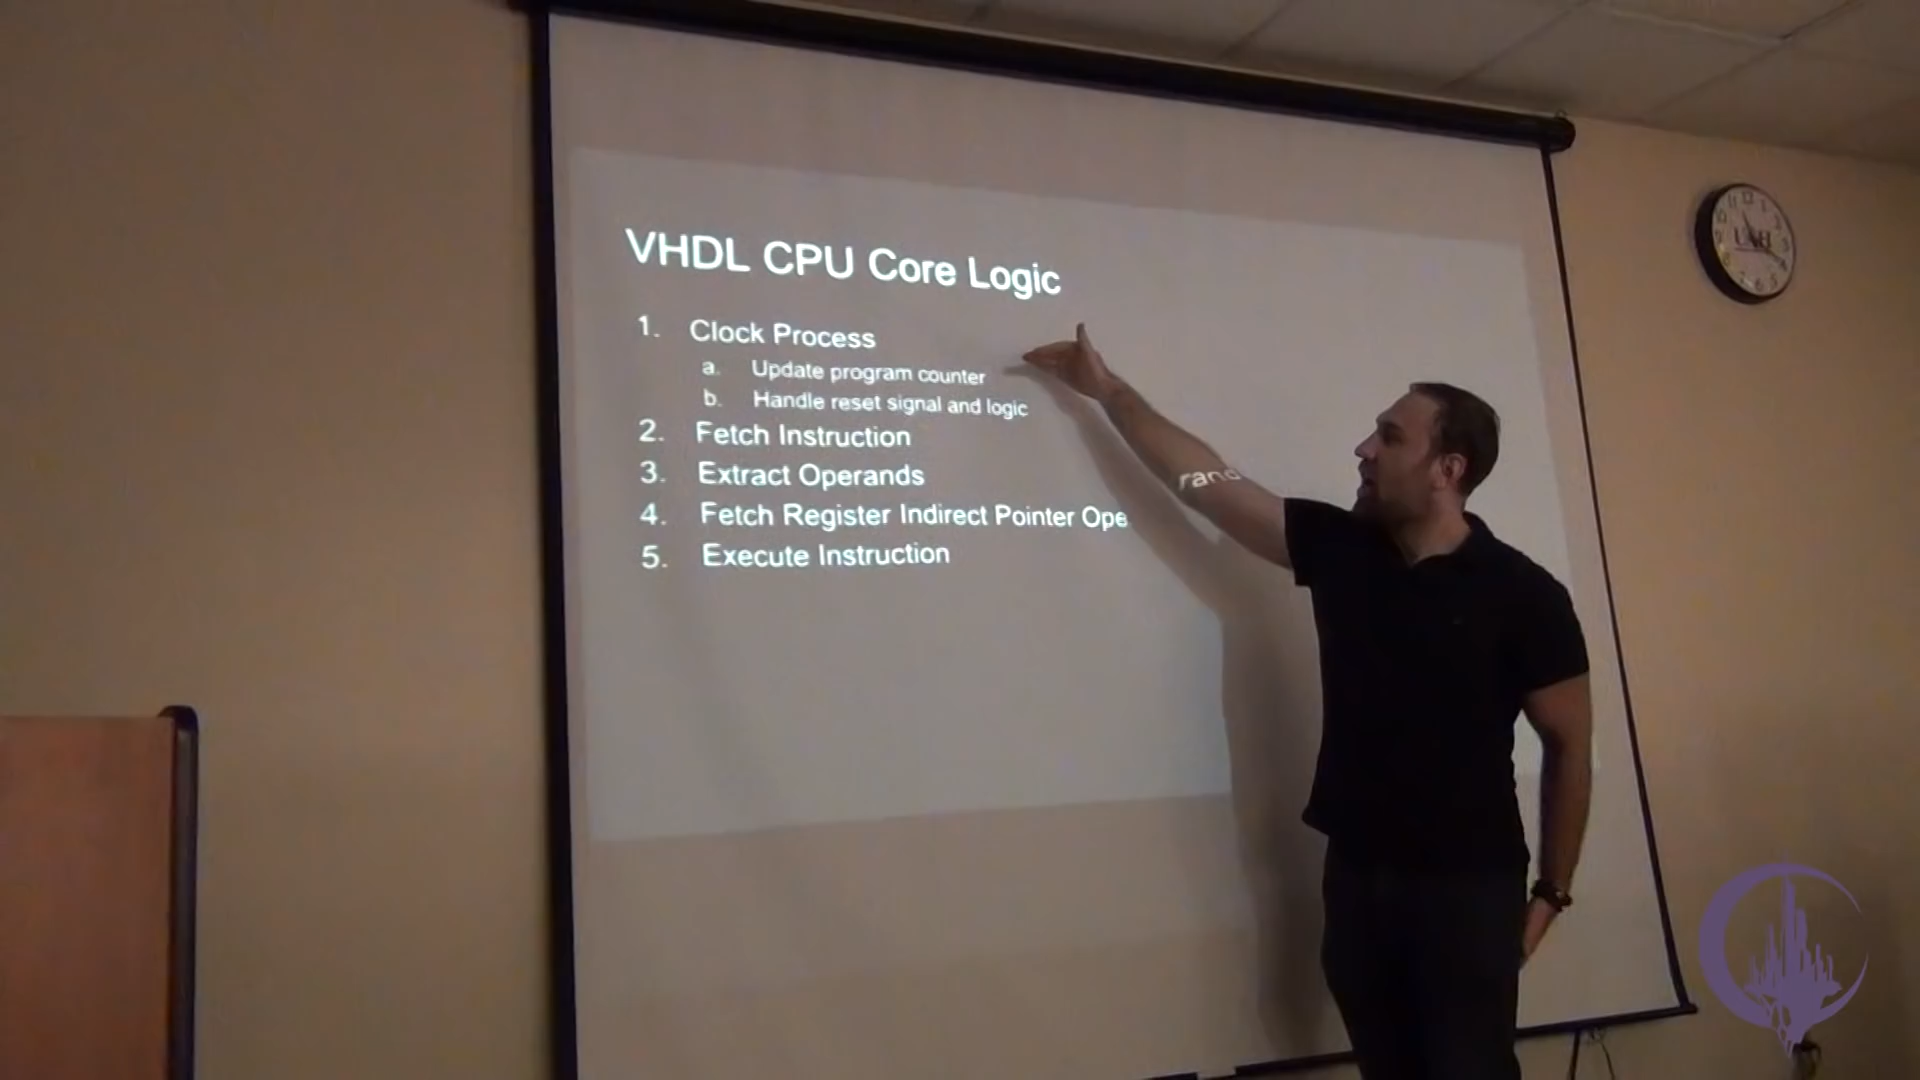 VHDL CPU Core Logic
1. Clock Process
a. Update program counter
b. Handle reset signal and logic
2. Fetch Instruction
3. Extract Operands
4. Fetch Register Indirect Pointer Ope rand
5. Execute Instruction